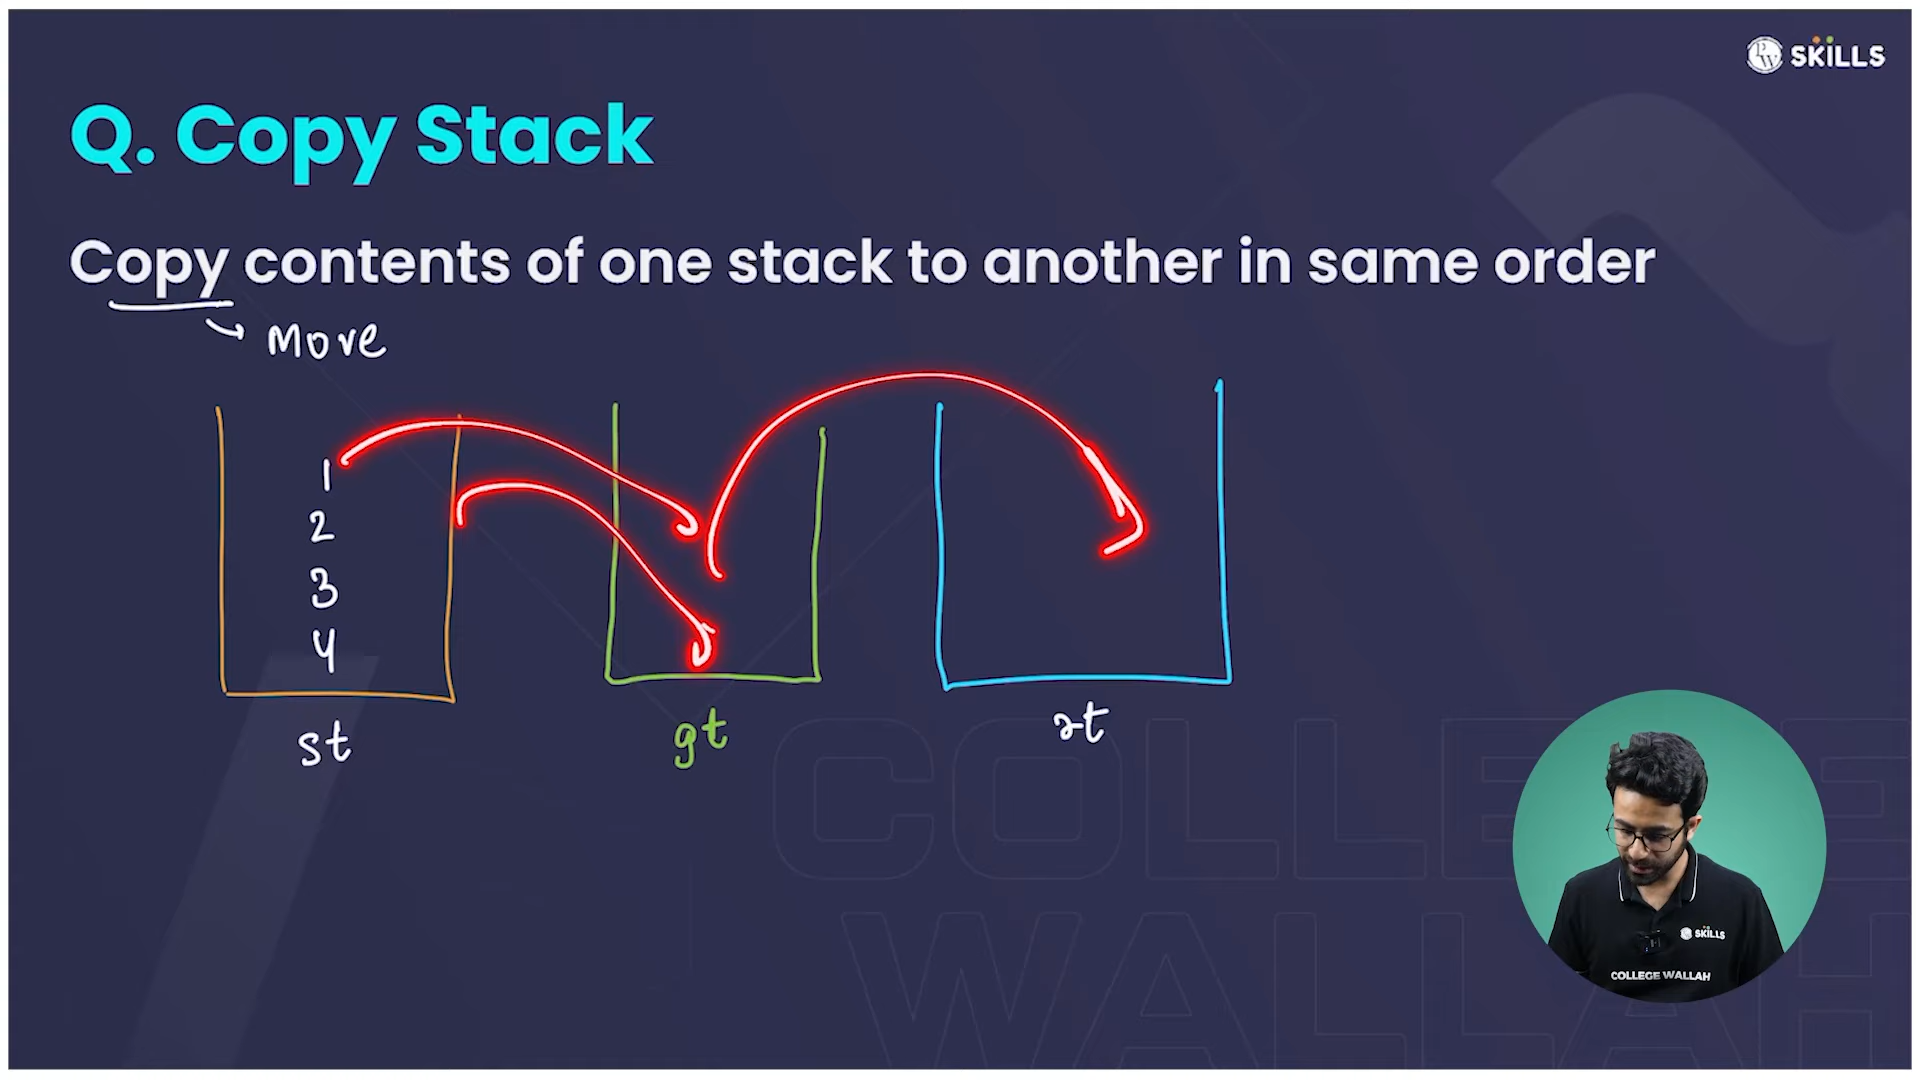 PW SKILLS
Q. Copy Stack
Copy contents of one stack to another in same order
Move
1
2
3
4
st
gt
rt
COLLEGE
WALLAH
SKILLS
COLLEGE WALLAH